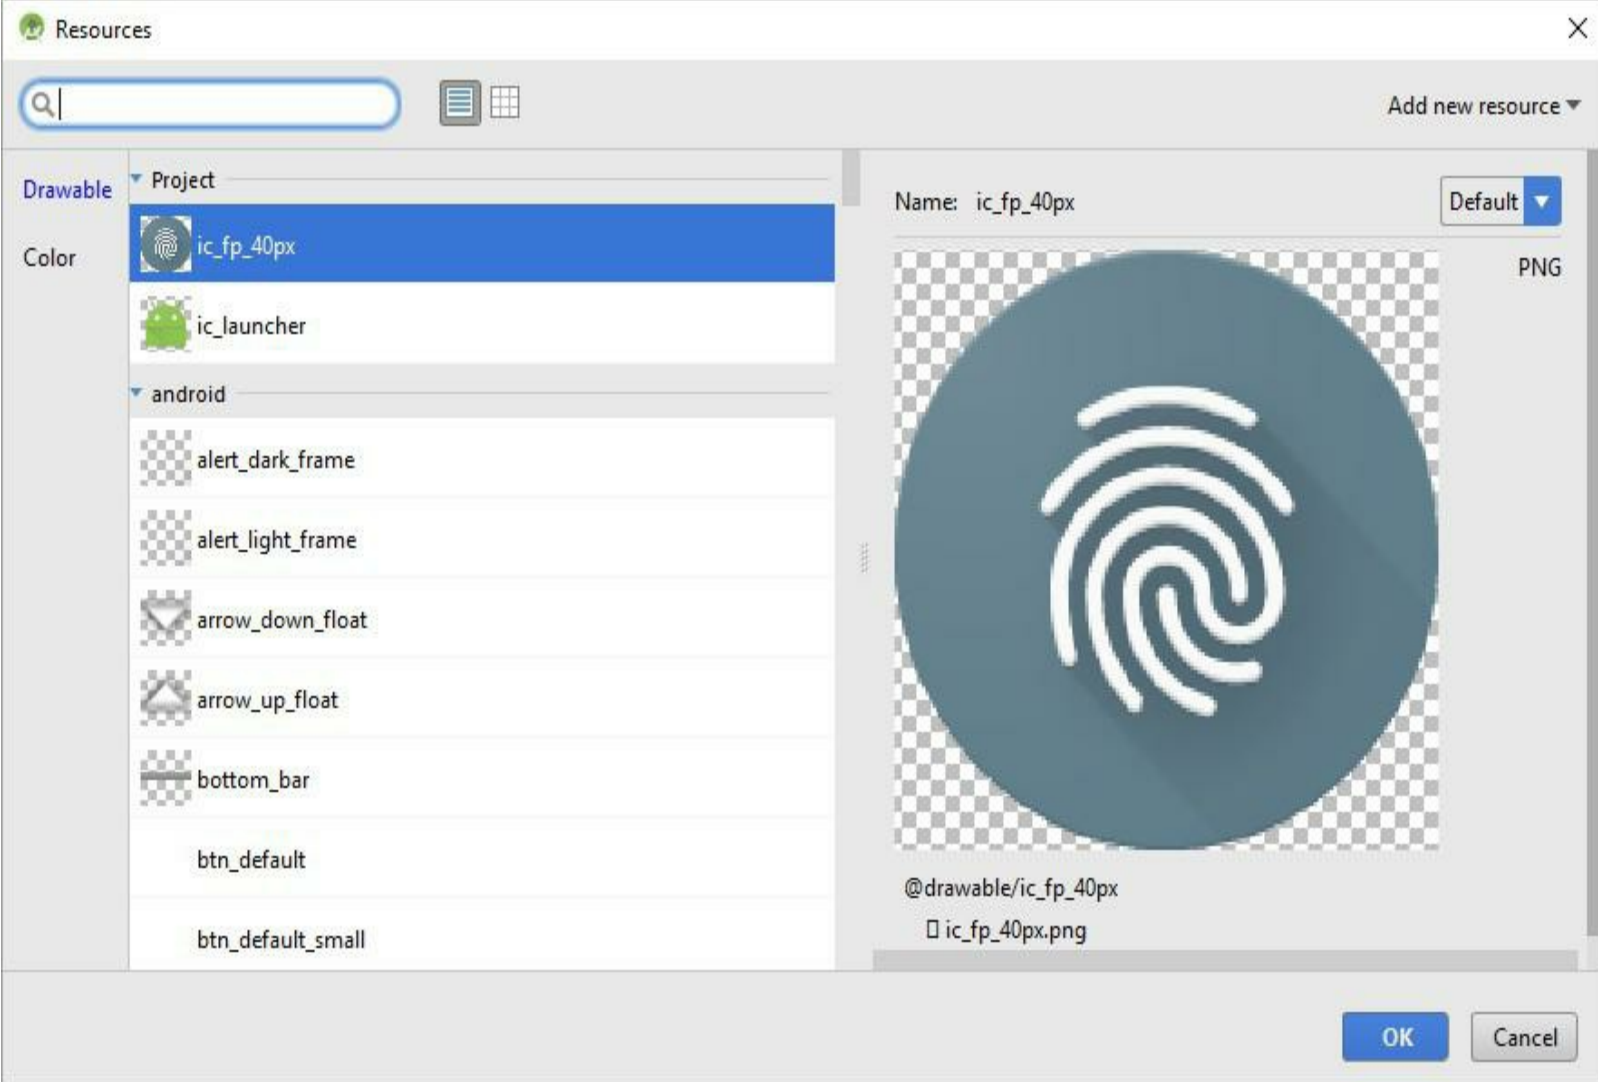 Resources
Add new resource
Drawable
Color
Project
ic_fp_40px
ic_launcher
android
alert_dark_frame
alert_light_frame
arrow_down_float
arrow_up_float
bottom_bar
btn_default
btn_default_small
Name: ic_fp_40px
Default
PNG
@drawable/ic_fp_40px
ic_fp_40px.png
OK
Cancel